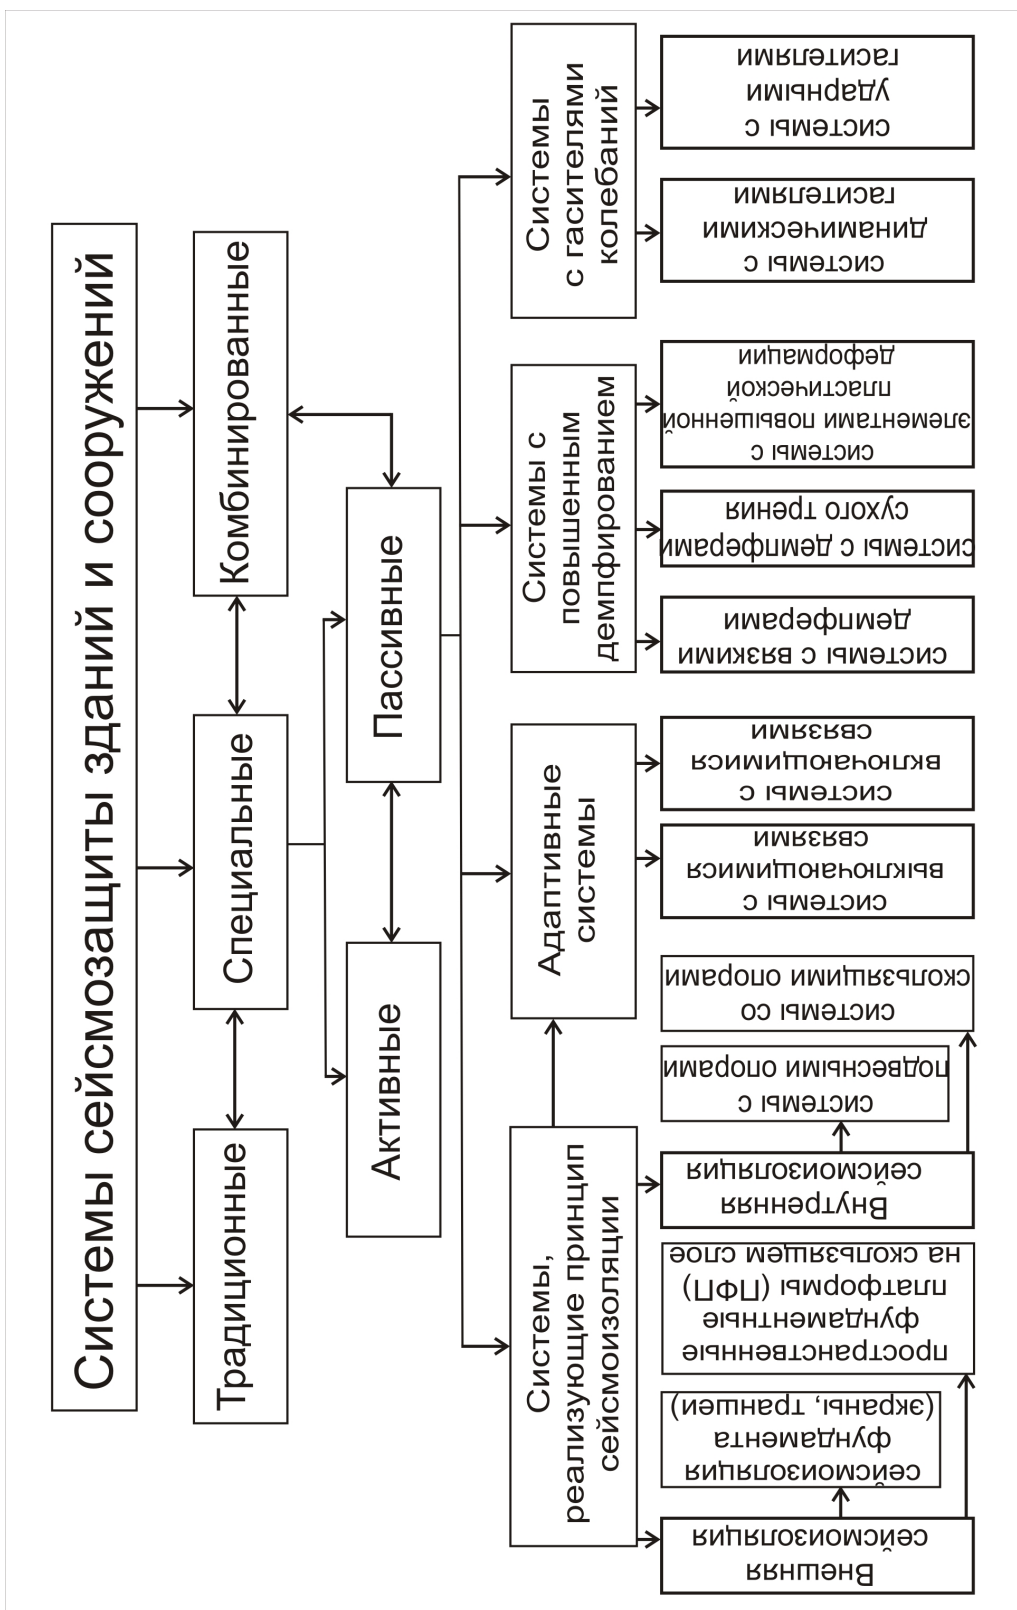 Системы сейсмозащиты зданий и сооружений
Традиционные
Специальные
Комбинированные
Активные
Пассивные
Системы,
реализующие принцип
сейсмоизоляции
Адаптивные
системы
Системы с
повышенным
демпфированием
Системы
с гасителями
колебаний
Внешняя
сейсмоизоляция
сейсмоизоляция
фундамента
(экраны, траншеи)
пространственные
фундаментные
платформы (ПФП)
на скользящем слое
Внутренняя
сейсмоизоляция
системы с
подвесными опорами
системы со
скользящими опорами
системы с
выключающимися
связями
системы с
включающимися
связями
системы с вязкими
демпферами
системы с демпферами
сухого трения
системы с
элементами повышенной
пластической
деформации
системы с
динамическими
гасителями
системы с
ударными
гасителями